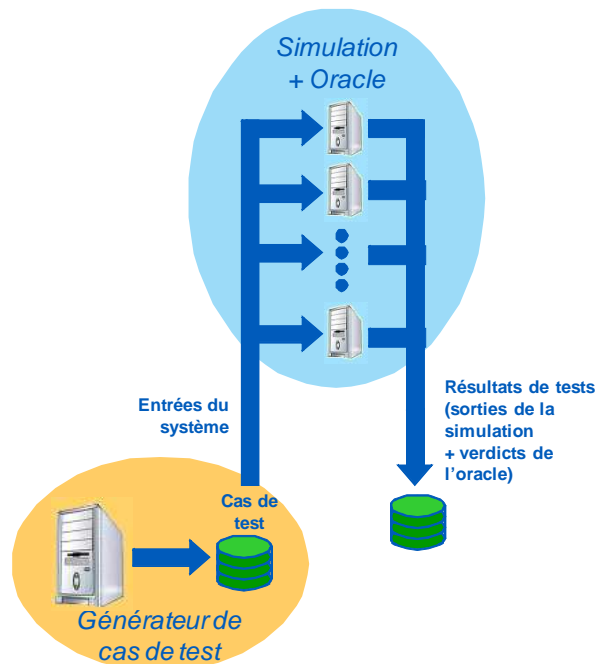 Simulation
+ Oracle
Entrées du
système
Résultats de tests
(sorties de la
simulation
+ verdicts de
l’oracle)
Cas de
test
Générateur de
cas de test